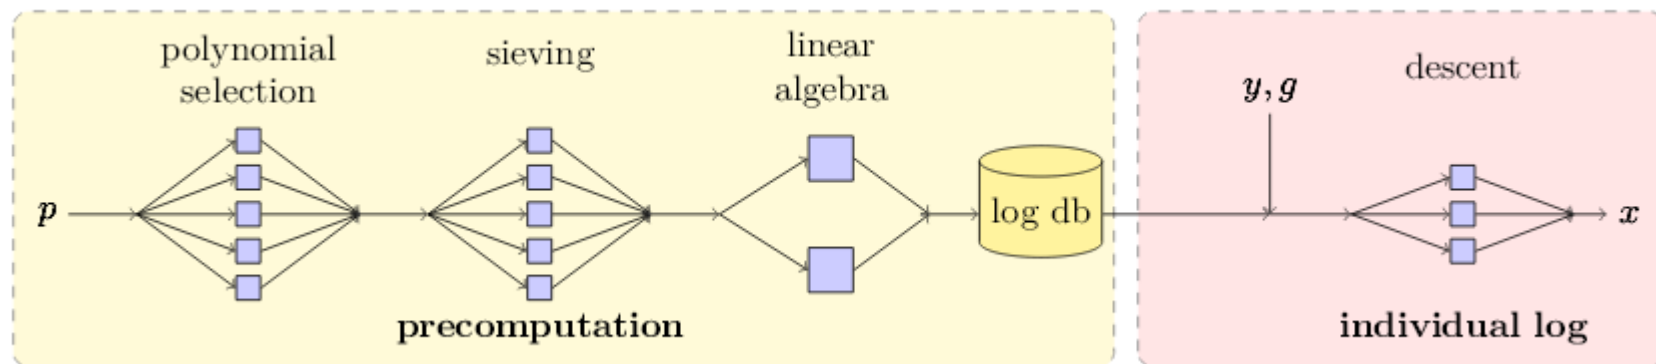 polynomial
selection
sieving
linear
algebra
p
log db
precomputation
y, g
descent
x
individual log